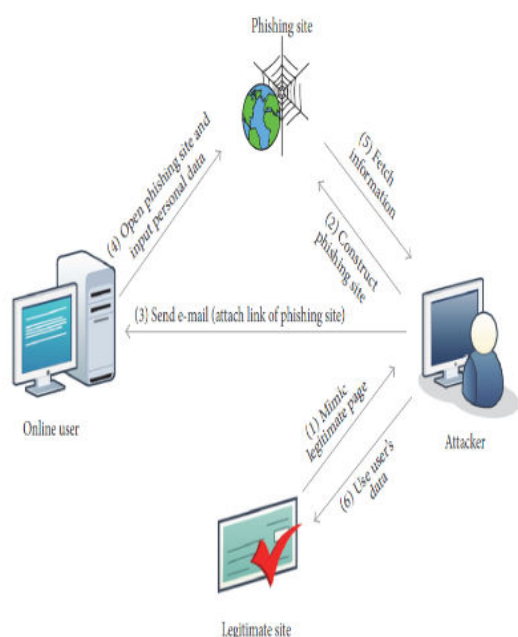 Phishing site
(4) Open phishing site and
input personal data
(5) Fetch
information
(2) Construct
phishing site
(3) Send e-mail (attach link of phishing site)
Online user
(1) Mimic
legitimate page
Attacker
(6) Use user's
data
Legitimate site